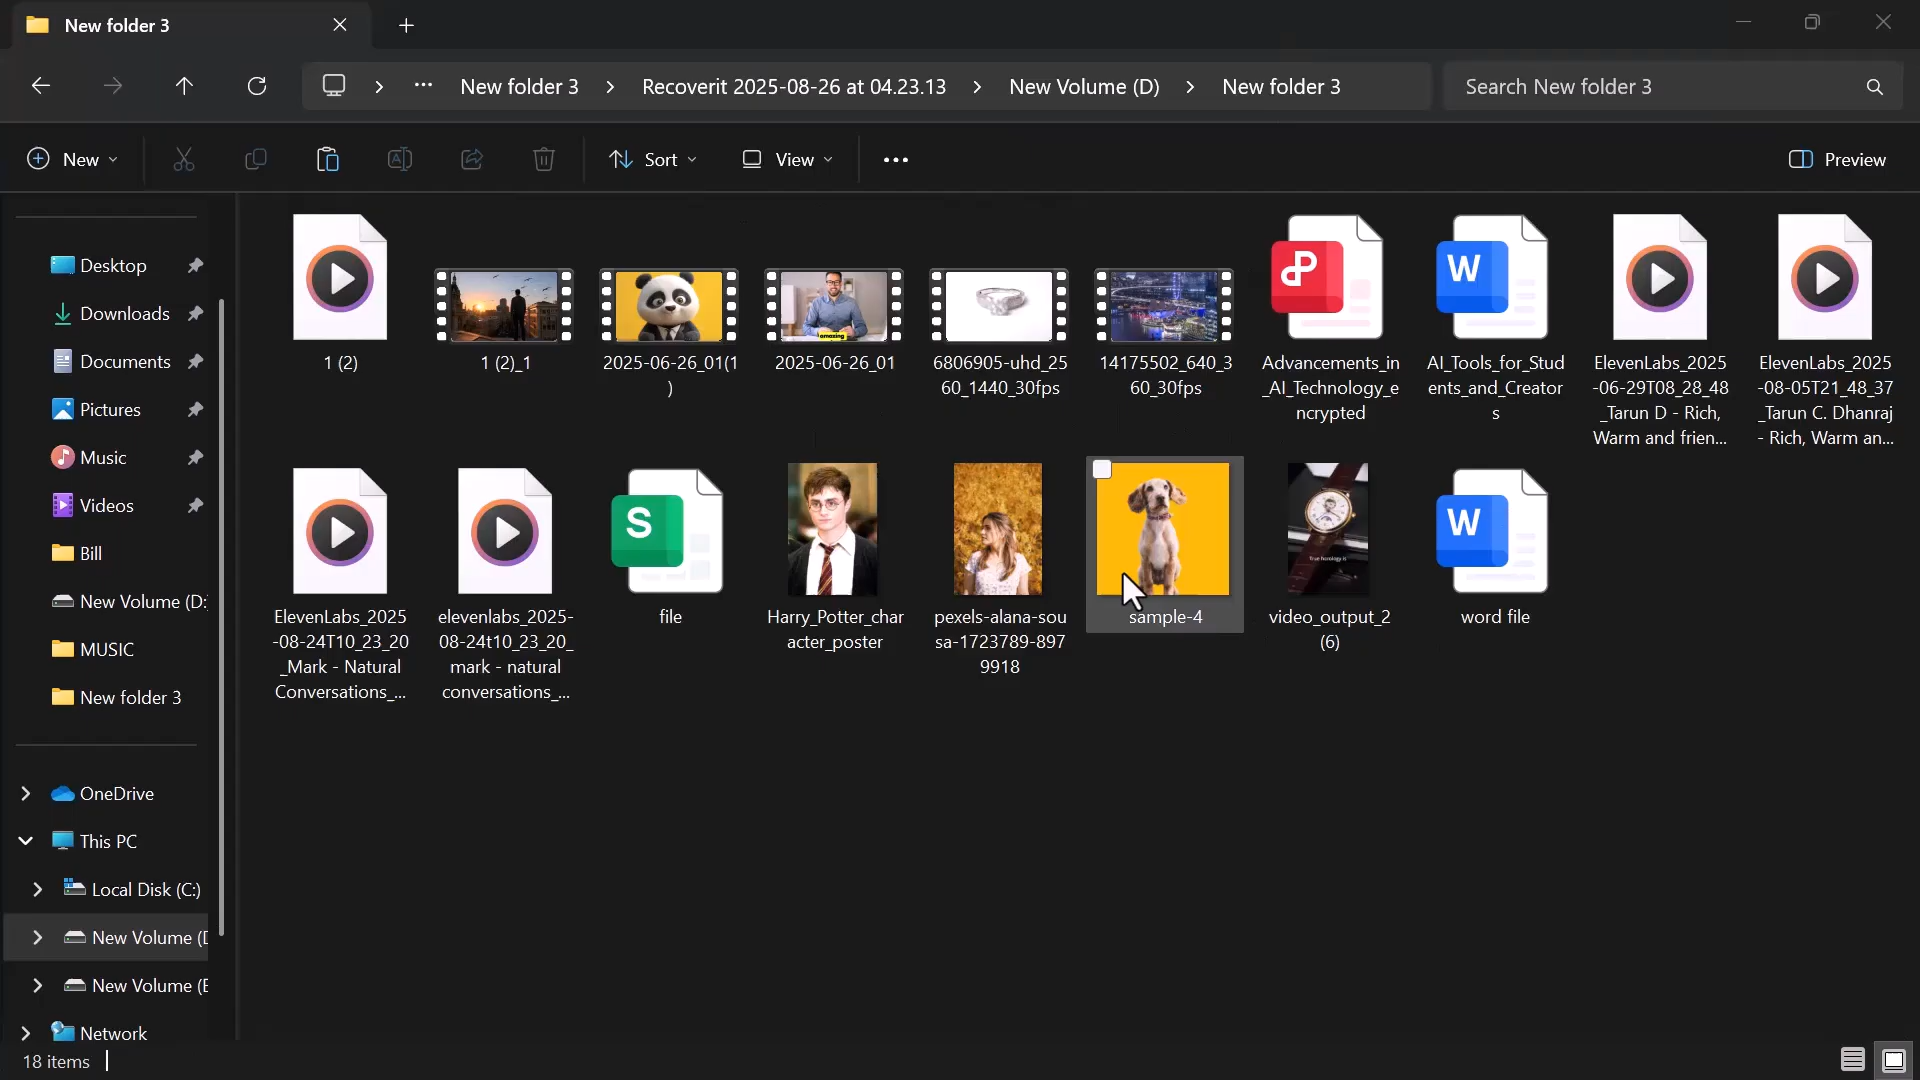 New folder 3
New folder 3 Recoverit 2025-08-26 at 04.23.13 New Volume (D) New folder 3
Search New folder 3
New Sort View Preview
Desktop
Downloads
Documents
Pictures
Music
Videos
Bill
New Volume (D:)
MUSIC
New folder 3
OneDrive
This PC
Local Disk (C:)
New Volume (D
New Volume (E
Network
1 (2)
1 (2)_1
2025-06-26_01(1
)
amazing
2025-06-26_01
6806905-uhd_25
60_1440_30fps
14175502_640_3
60_30fps
Advancements_in
_AI_Technology_e
ncrypted
W
AI_Tools_for_Stud
ents_and_Creator
s
ElevenLabs_2025
-06-29T08_28_48
_Tarun D - Rich,
Warm and frien...
ElevenLabs_2025
-08-05T21_48_37
_Tarun C. Dhanraj
- Rich, Warm an...
ElevenLabs_2025
-08-24T10_23_20
_Mark - Natural
Conversations_...
elevenlabs_2025-
08-24t10_23_20_
mark - natural
conversations_...
S
file
Harry_Potter_char
acter_poster
pexels-alana-sou
sa-1723789-897
9918
sample-4
True horology is
video_output_2
(6)
W
word file
18 items